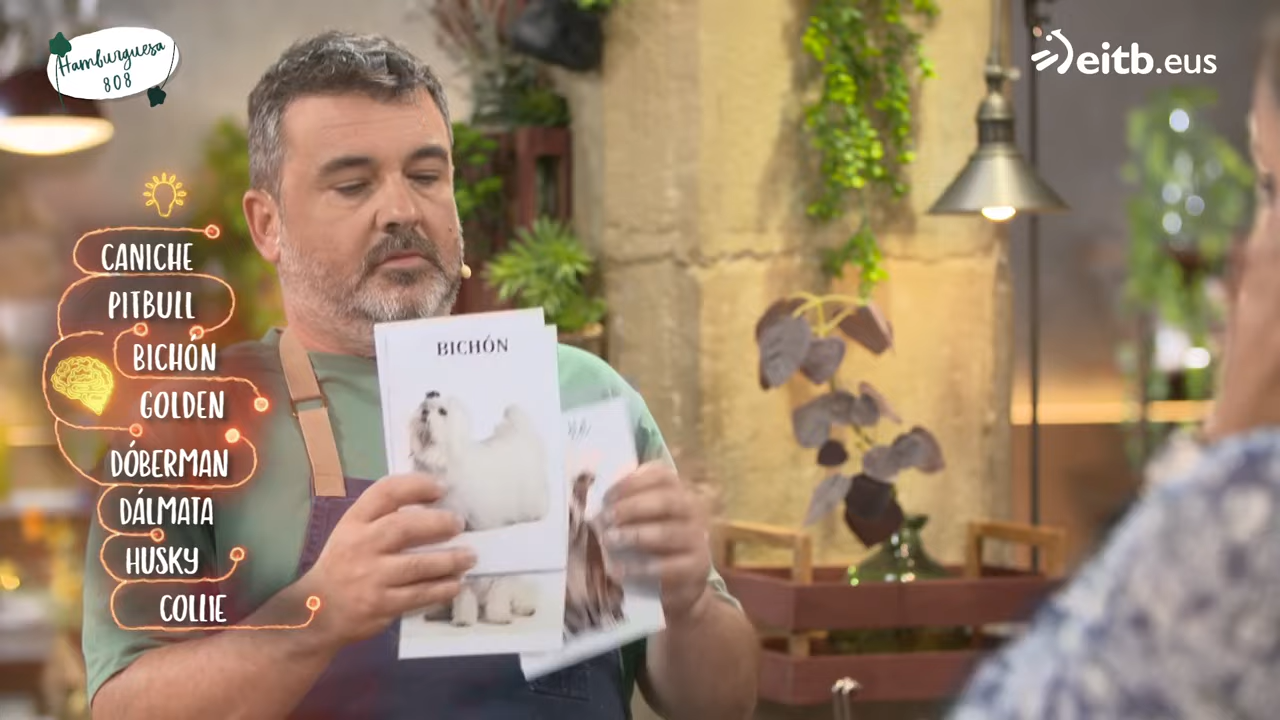 Hamburguesa
808
eitb.eus
CANICHE
PITBULL
BICHÓN
GOLDEN
DÓBERMAN
DÁLMATA
HUSKY
COLLIE
BICHÓN